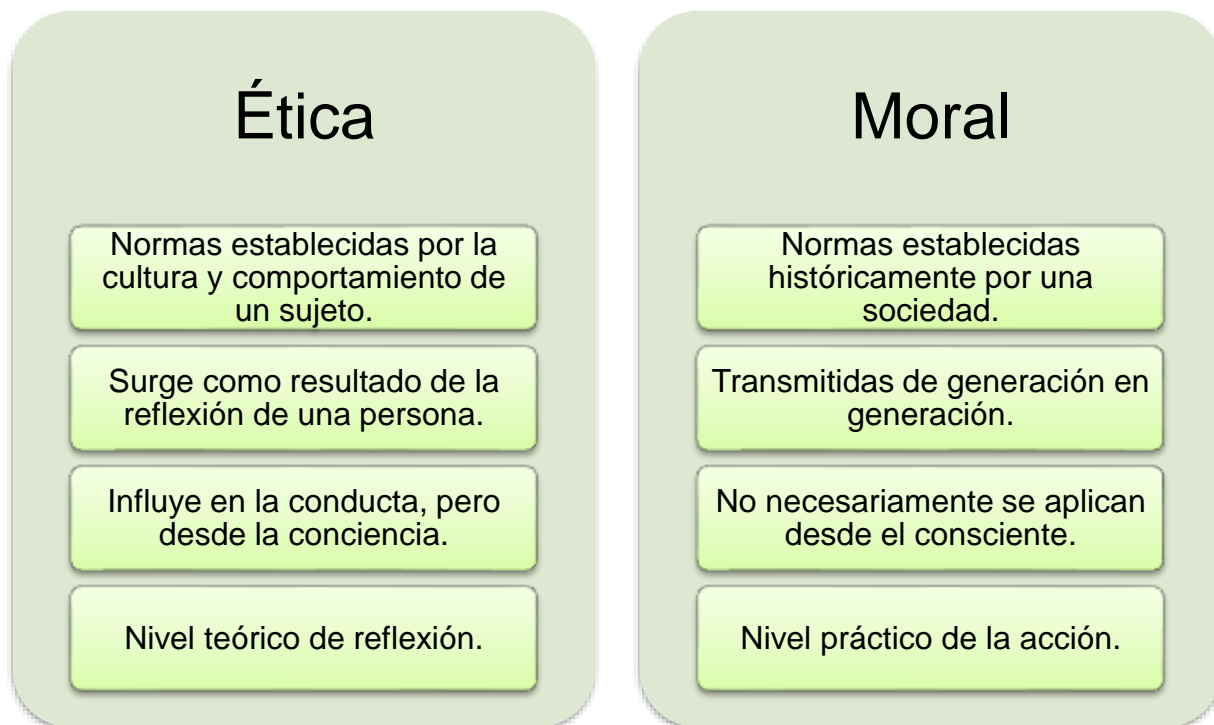 Ética
Normas establecidas por la
cultura y comportamiento de
un sujeto.
Surge como resultado de la
reflexión de una persona.
Influye en la conducta, pero
desde la conciencia.
Nivel teórico de reflexión.
Moral
Normas establecidas
históricamente por una
sociedad.
Transmitidas de generación en
generación.
No necesariamente se aplican
desde el consciente.
Nivel práctico de la acción.